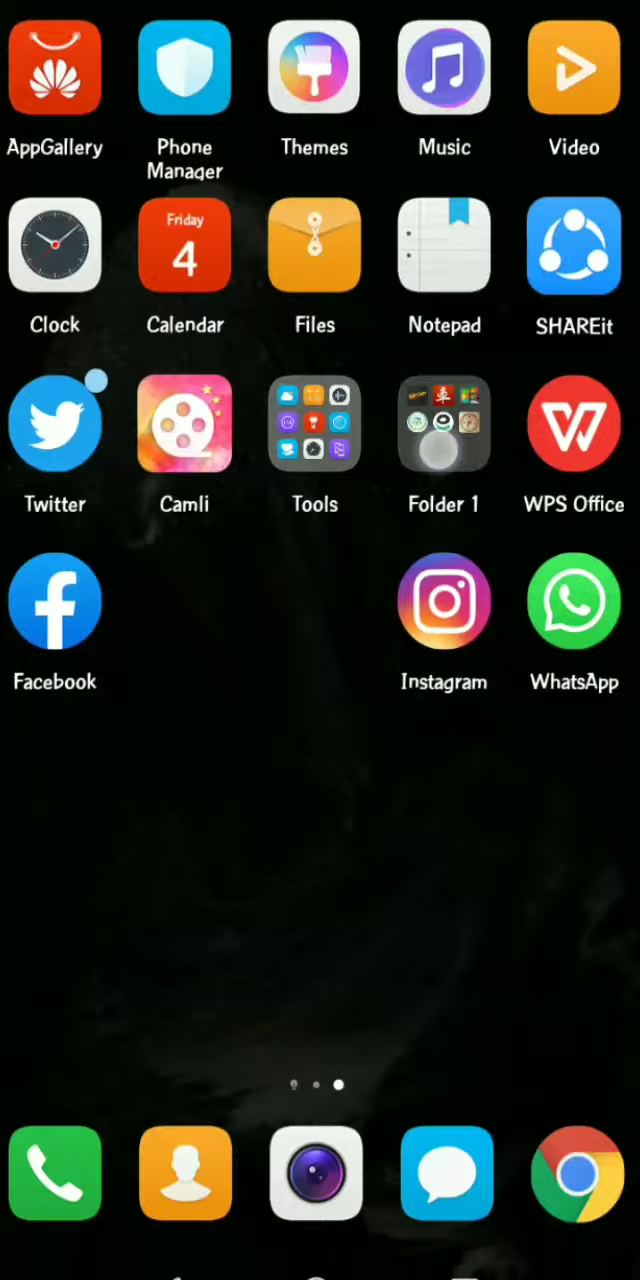 AppGallery
Phone
Manager
Themes
Music
Video
Friday
4
Clock
Calendar
Files
Notepad
SHAREit
Twitter
Camli
Tools
Folder 1
WPS Office
Facebook
Instagram
WhatsApp